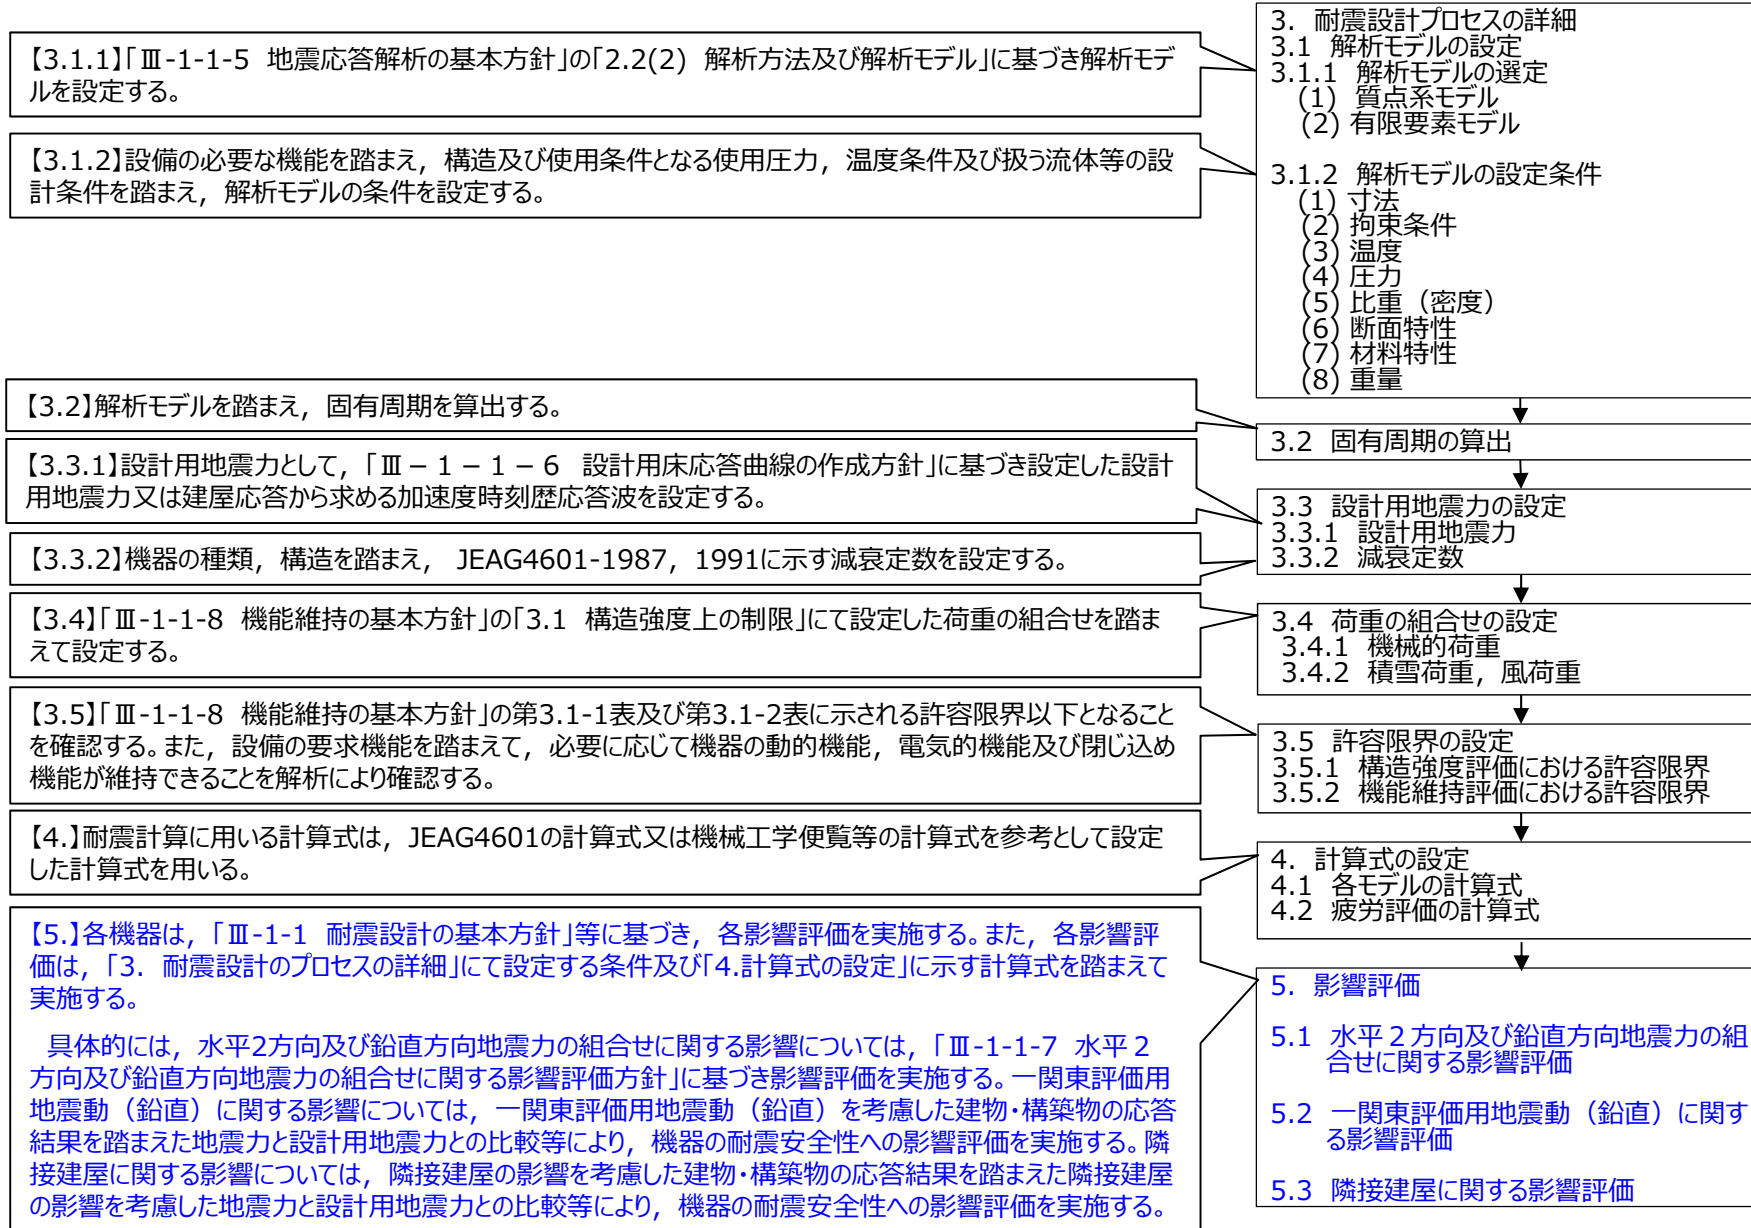 【3.1.1】「Ⅲ-1-1-5 地震応答解析の基本方針」の「2.2(2) 解析方法及び解析モデル」に基づき解析モデ
ルを設定する。
【3.1.2】設備の必要な機能を踏まえ，構造及び使用条件となる使用圧力，温度条件及び扱う流体等の設
計条件を踏まえ，解析モデルの条件を設定する。
【3.2】解析モデルを踏まえ，固有周期を算出する。
【3.3.1】設計用地震力として，「Ⅲ－１－１－６ 設計用床応答曲線の作成方針」に基づき設定した設計
用地震力又は建屋応答から求める加速度時刻歴応答波を設定する。
【3.3.2】機器の種類，構造を踏まえ， JEAG4601-1987，1991に示す減衰定数を設定する。
【3.4】「Ⅲ-1-1-8 機能維持の基本方針」の「3.1 構造強度上の制限」にて設定した荷重の組合せを踏ま
えて設定する。
【3.5】「Ⅲ-1-1-8 機能維持の基本方針」の第3.1-1表及び第3.1-2表に示される許容限界以下となること
を確認する。また，設備の要求機能を踏まえて，必要に応じて機器の動的機能，電気的機能及び閉じ込め
機能が維持できることを解析により確認する。
【4.】耐震計算に用いる計算式は，JEAG4601の計算式又は機械工学便覧等の計算式を参考として設定
した計算式を用いる。
【5.】各機器は，「Ⅲ-1-1 耐震設計の基本方針」等に基づき，各影響評価を実施する。また，各影響評
価は，「3. 耐震設計のプロセスの詳細」にて設定する条件及び「4.計算式の設定」に示す計算式を踏まえて
実施する。
具体的には，水平2方向及び鉛直方向地震力の組合せに関する影響については，「Ⅲ-1-1-7 水平２
方向及び鉛直方向地震力の組合せに関する影響評価方針」に基づき影響評価を実施する。一関東評価用
地震動（鉛直）に関する影響については，一関東評価用地震動（鉛直）を考慮した建物・構築物の応答
結果を踏まえた地震力と設計用地震力との比較等により，機器の耐震安全性への影響評価を実施する。隣
接建屋に関する影響については，隣接建屋の影響を考慮した建物・構築物の応答結果を踏まえた隣接建屋
の影響を考慮した地震力と設計用地震力との比較等により，機器の耐震安全性への影響評価を実施する。
3. 耐震設計プロセスの詳細
3.1 解析モデルの設定
3.1.1 解析モデルの選定
(1) 質点系モデル
(2) 有限要素モデル
3.1.2 解析モデルの設定条件
(1) 寸法
(2) 拘束条件
(3) 温度
(4) 圧力
(5) 比重（密度）
(6) 断面特性
(7) 材料特性
(8) 重量
3.2 固有周期の算出
3.3 設計用地震力の設定
3.3.1 設計用地震力
3.3.2 減衰定数
3.4 荷重の組合せの設定
3.4.1 機械的荷重
3.4.2 積雪荷重，風荷重
3.5 許容限界の設定
3.5.1 構造強度評価における許容限界
3.5.2 機能維持評価における許容限界
4. 計算式の設定
4.1 各モデルの計算式
4.2 疲労評価の計算式
5. 影響評価
5.1 水平２方向及び鉛直方向地震力の組
合せに関する影響評価
5.2 一関東評価用地震動（鉛直）に関す
る影響評価
5.3 隣接建屋に関する影響評価